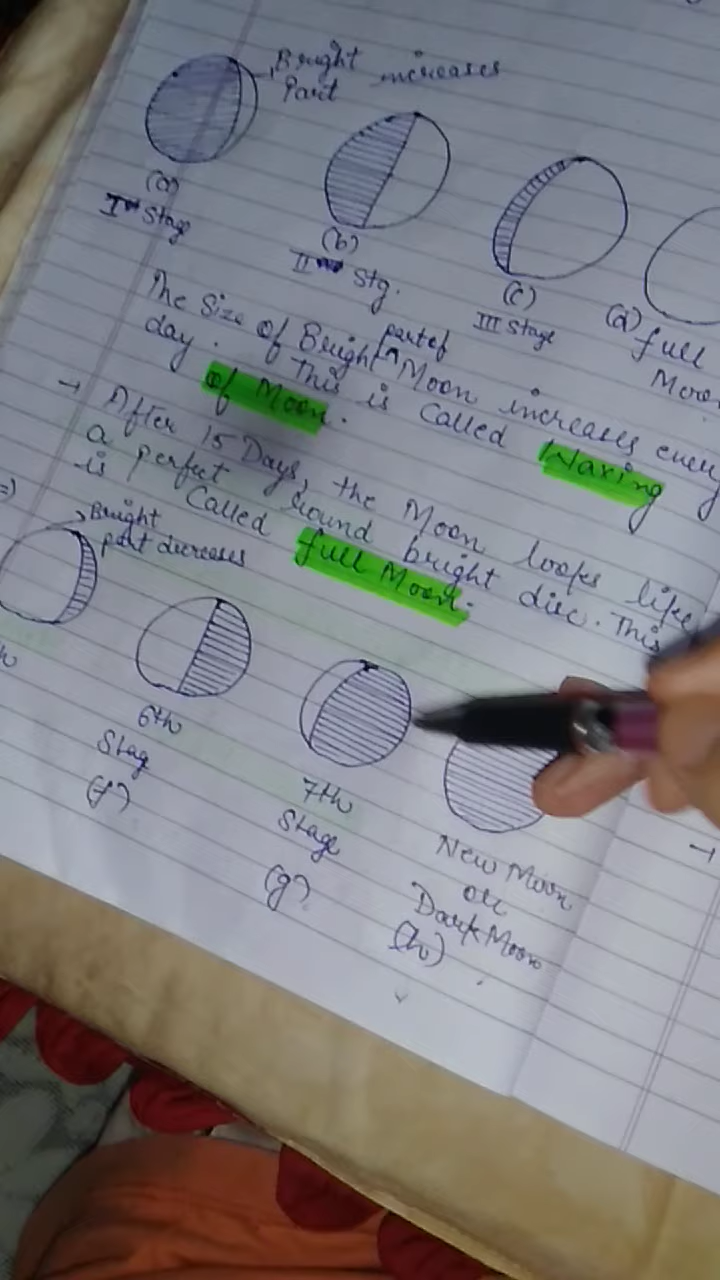 Bright increases
Part
(a)
Ist Stage
(b)
II Stg.
(c)
III Stage
(d) full
Moon
The Size of Bright part of Moon increases every
day. This is Called Waxing
of Moon.
→ After 15 Days, the Moon looks like
a perfect round bright disc. This
is Called full Moon.
Bright
part decreases
6th
Stag
(f)
7th
Stage
(g)
New Moon
or
Dark Moon
(h)